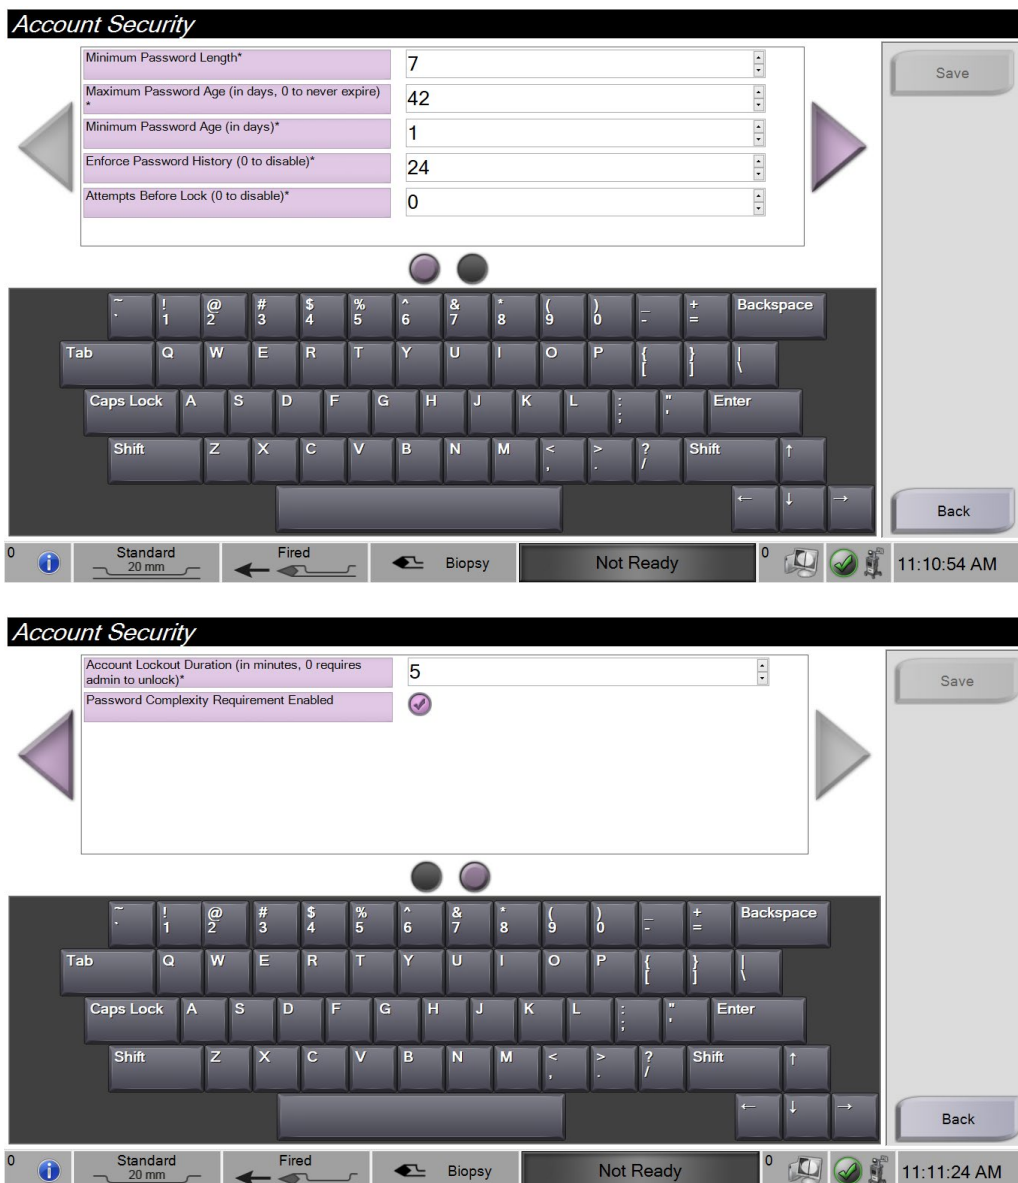 Account Security
Minimum Password Length*
7
Maximum Password Age (in days, 0 to never expire)
*
42
Minimum Password Age (in days)*
1
Enforce Password History (0 to disable)*
24
Attempts Before Lock (0 to disable)*
0
Save
~ ! @ # $ % ^ & * ( ) _ + Backspace
` 1 2 3 4 5 6 7 8 9 0 - =
Tab Q W E R T Y U I O P { } |
[ ] \
Caps Lock A S D F G H J K L : " Enter
; '
Shift Z X C V B N M < > ? Shift ↑
, . /
← ↓ →
Back
0 Standard Fired Biopsy Not Ready 0 11:10:54 AM
20 mm
Account Security
Account Lockout Duration (in minutes, 0 requires
admin to unlock)*
5
Password Complexity Requirement Enabled
Save
~ ! @ # $ % ^ & * ( ) _ + Backspace
` 1 2 3 4 5 6 7 8 9 0 - =
Tab Q W E R T Y U I O P { } |
[ ] \
Caps Lock A S D F G H J K L : " Enter
; '
Shift Z X C V B N M < > ? Shift ↑
, . /
← ↓ →
Back
0 Standard Fired Biopsy Not Ready 0 11:11:24 AM
20 mm